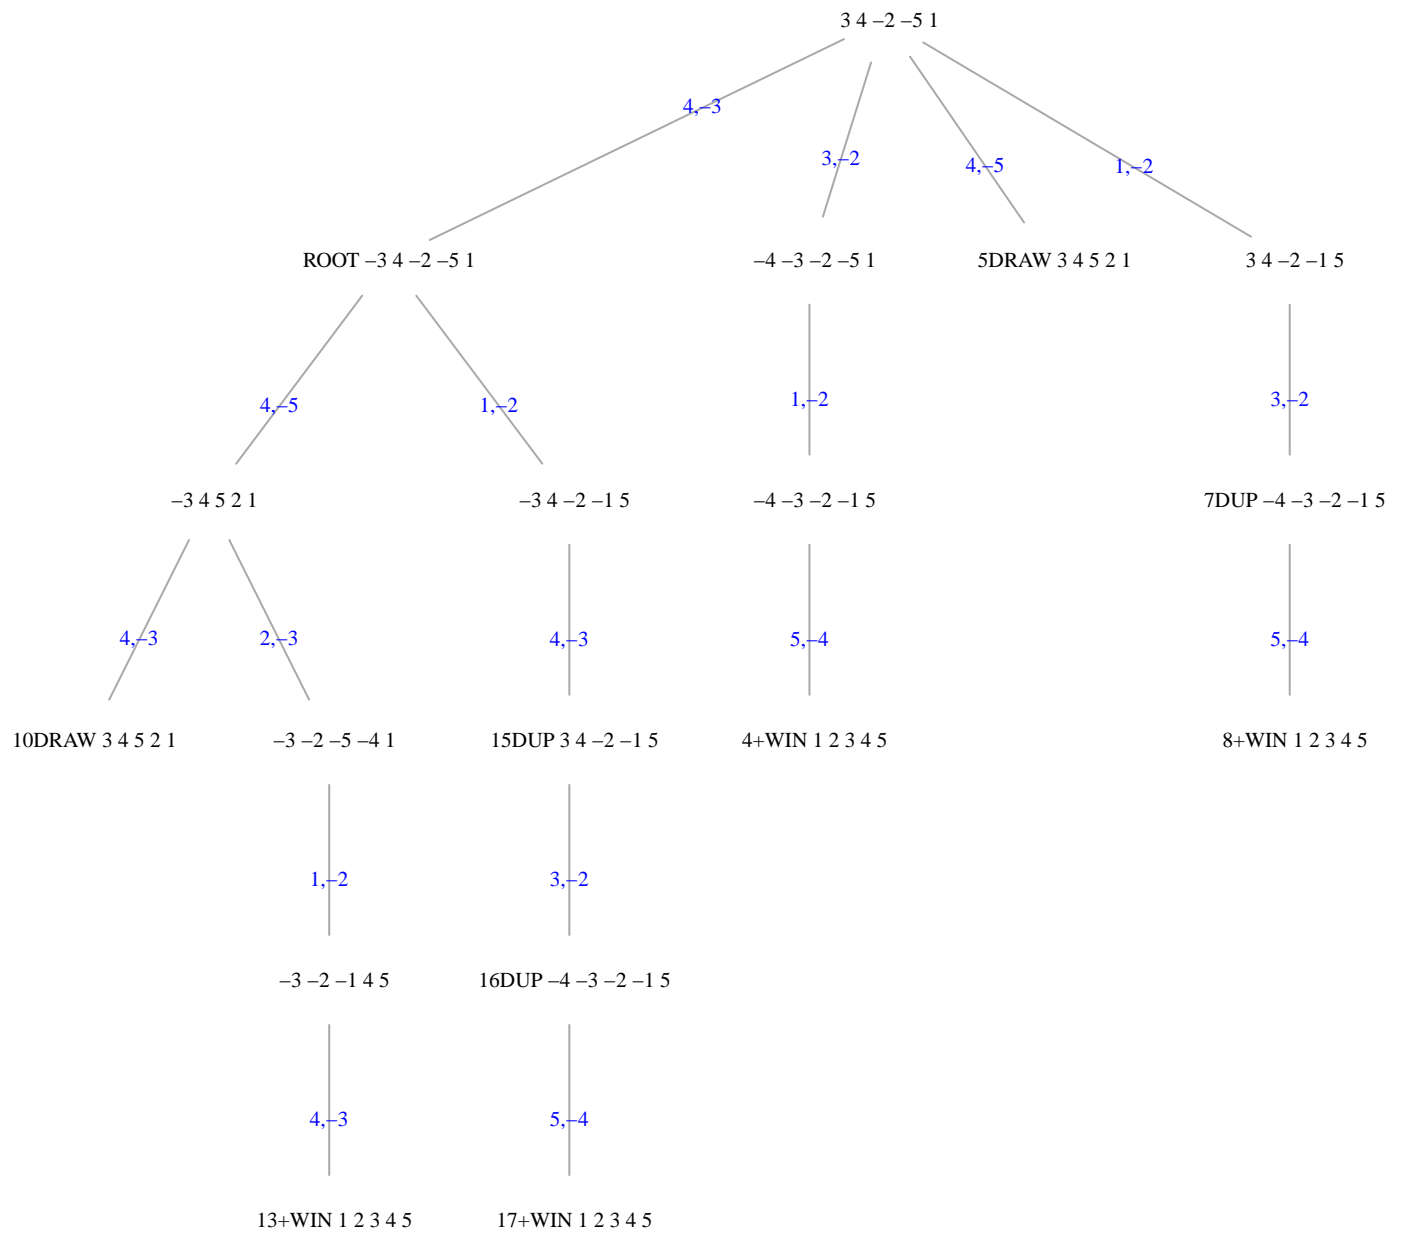 3 4 –2 –5 1
4,–3
3,–2
4,–5
1,–2
ROOT –3 4 –2 –5 1
–4 –3 –2 –5 1
5DRAW 3 4 5 2 1
3 4 –2 –1 5
4,–5
1,–2
1,–2
3,–2
–3 4 5 2 1
–3 4 –2 –1 5
–4 –3 –2 –1 5
7DUP –4 –3 –2 –1 5
4,–3
2,–3
4,–3
5,–4
5,–4
10DRAW 3 4 5 2 1
–3 –2 –5 –4 1
15DUP 3 4 –2 –1 5
4+WIN 1 2 3 4 5
8+WIN 1 2 3 4 5
1,–2
3,–2
–3 –2 –1 4 5
16DUP –4 –3 –2 –1 5
4,–3
5,–4
13+WIN 1 2 3 4 5
17+WIN 1 2 3 4 5